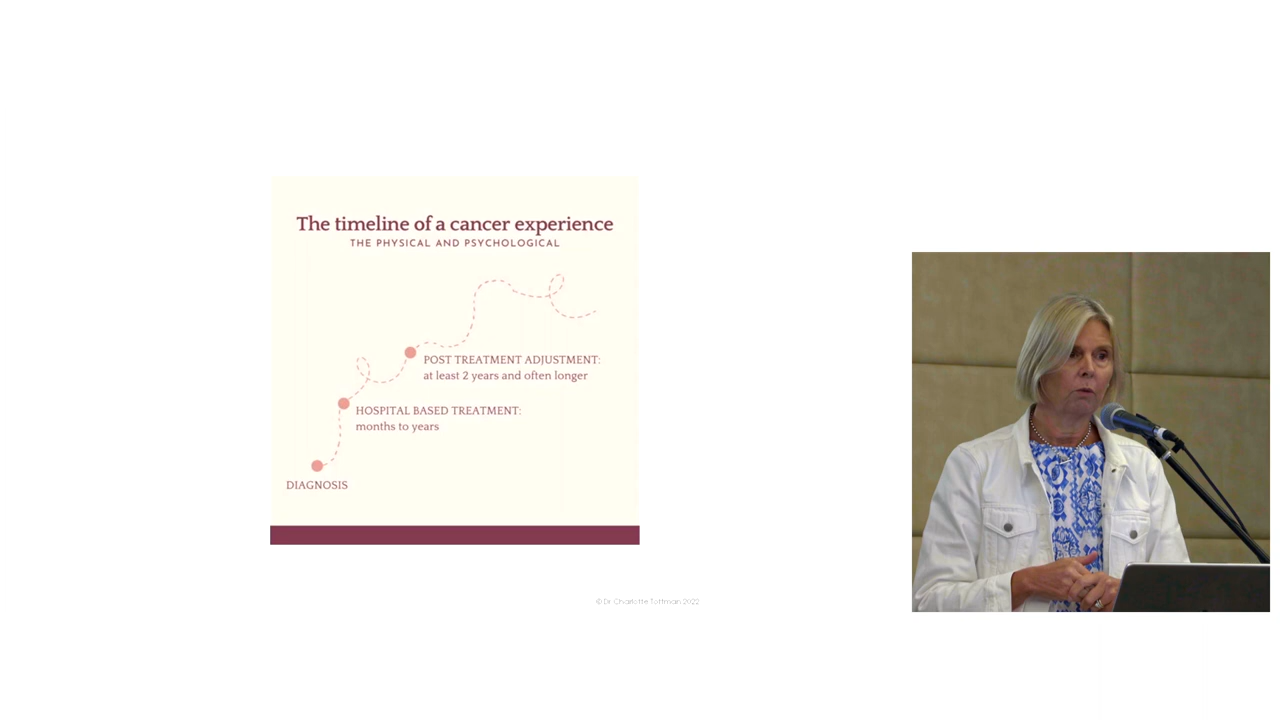 The timeline of a cancer experience
THE PHYSICAL AND PSYCHOLOGICAL
POST TREATMENT ADJUSTMENT:
at least 2 years and often longer
HOSPITAL BASED TREATMENT:
months to years
DIAGNOSIS
© Dr Charlotte Tottman 2022